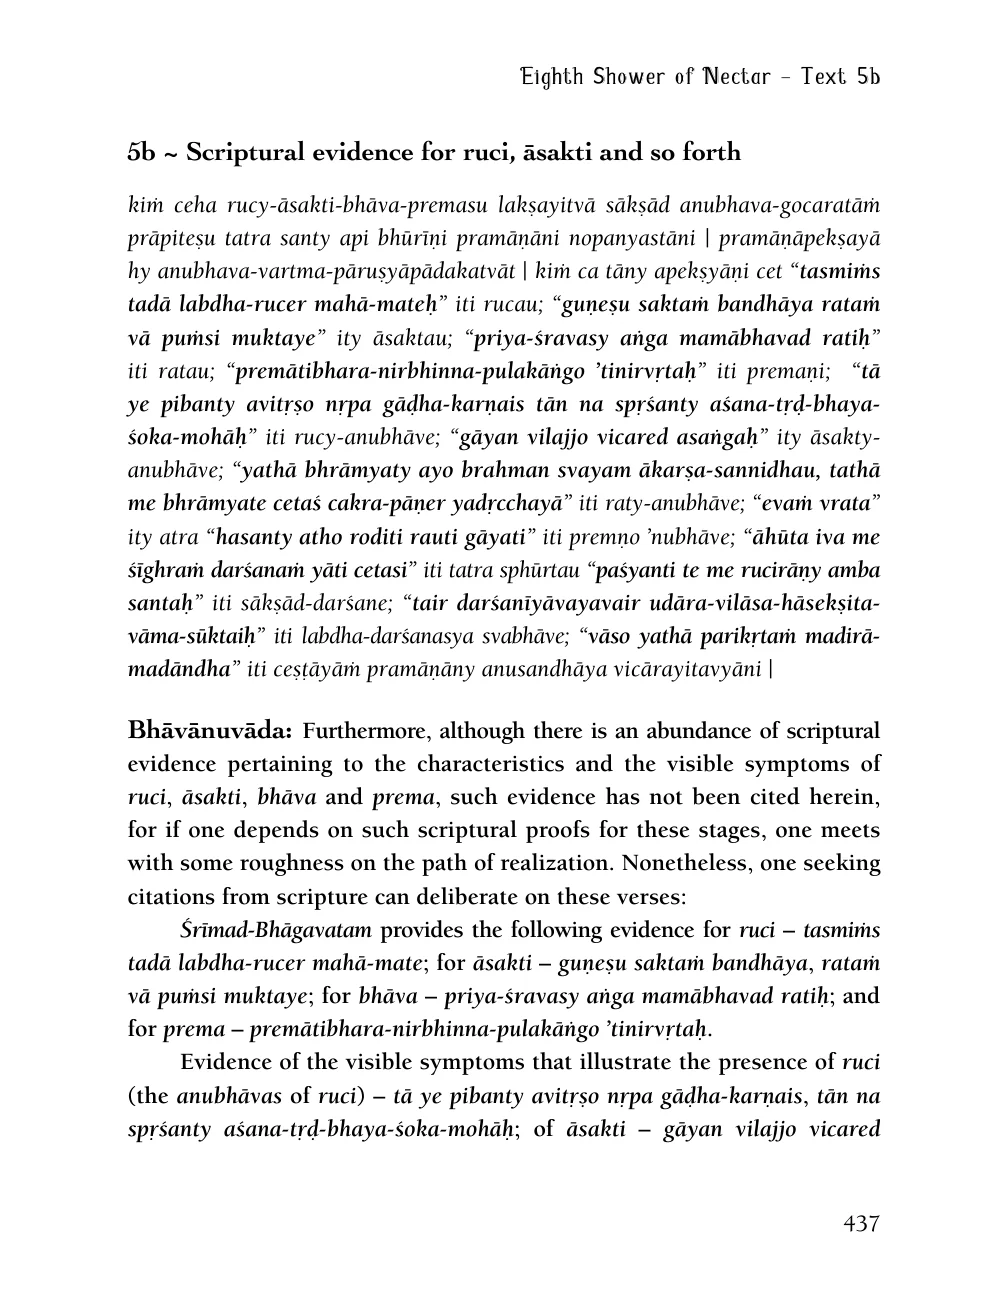 Eighth Shower of Nectar – Text 5b
5b ~ Scriptural evidence for ruci, āsakti and so forth
kiṁ ceha rucy-āsakti-bhāva-premasu lakṣayitvā sākṣād anubhava-gocaratāṁ
prāpiteṣu tatra santy api bhūrīṇi pramāṇāni nopanyastāni | pramāṇāpekṣayā
hy anubhava-vartma-pāruṣyāpādakatvāt | kiṁ ca tāny apekṣyāṇi cet “tasmiṁs
tadā labdha-rucer mahā-mateḥ” iti rucau; “guṇeṣu saktaṁ bandhāya rataṁ
vā puṁsi muktaye” ity āsaktau; “priya-śravasy aṅga mamābhavad ratiḥ”
iti ratau; “premātibhara-nirbhinna-pulakāṅgo ’tinirvṛtaḥ” iti premaṇi; “tā
ye pibanty avitṛṣo nṛpa gāḍha-karṇais tān na spṛśanty aśana-tṛḍ-bhaya-
śoka-mohāḥ” iti rucy-anubhāve; “gāyan vilajjo vicared asaṅgaḥ” ity āsakty-
anubhāve; “yathā bhrāmyaty ayo brahman svayam ākarṣa-sannidhau, tathā
me bhrāmyate cetaś cakra-pāṇer yadṛcchayā” iti raty-anubhāve; “evaṁ vrata”
ity atra “hasanty atho roditi rauti gāyati” iti premṇo ’nubhāve; “āhūta iva me
śīghraṁ darśanaṁ yāti cetasi” iti tatra sphūrtau “paśyanti te me rucirāṇy amba
santaḥ” iti sākṣād-darśane; “tair darśanīyāvayavair udāra-vilāsa-hāsekṣita-
vāma-sūktaiḥ” iti labdha-darśanasya svabhāve; “vāso yathā parikṛtaṁ madirā-
madāndha” iti ceṣṭāyāṁ pramāṇāny anusandhāya vicārayitavyāni |
Bhāvānuvāda: Furthermore, although there is an abundance of scriptural
evidence pertaining to the characteristics and the visible symptoms of
ruci, āsakti, bhāva and prema, such evidence has not been cited herein,
for if one depends on such scriptural proofs for these stages, one meets
with some roughness on the path of realization. Nonetheless, one seeking
citations from scripture can deliberate on these verses:
Śrīmad-Bhāgavatam provides the following evidence for ruci – tasmiṁs
tadā labdha-rucer mahā-mate; for āsakti – guṇeṣu saktaṁ bandhāya, rataṁ
vā puṁsi muktaye; for bhāva – priya-śravasy aṅga mamābhavad ratiḥ; and
for prema – premātibhara-nirbhinna-pulakāṅgo ’tinirvṛtaḥ.
Evidence of the visible symptoms that illustrate the presence of ruci
(the anubhāvas of ruci) – tā ye pibanty avitṛṣo nṛpa gāḍha-karṇais, tān na
spṛśanty aśana-tṛḍ-bhaya-śoka-mohāḥ; of āsakti – gāyan vilajjo vicared
437